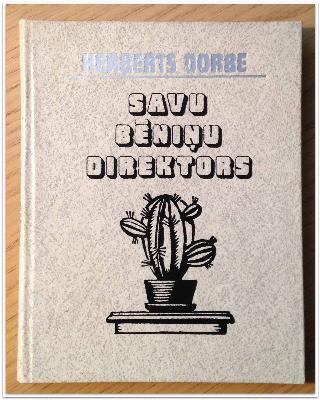 HERBERTS DORBE
SAVU
BĒNIŅU
DIREKTORS